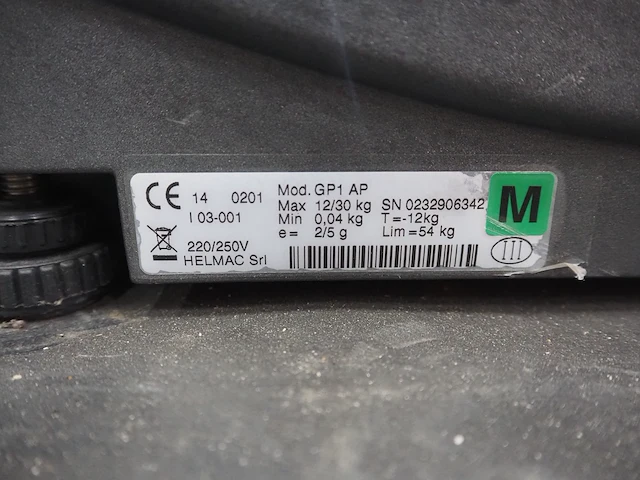 CE 14 0201
I 03-001
220/250V
HELMAC Srl
Mod. GP1 AP
Max 12/30 kg SN 0232906342
Min 0,04 kg T=-12kg
e= 2/5 g Lim=54 kg
M
III